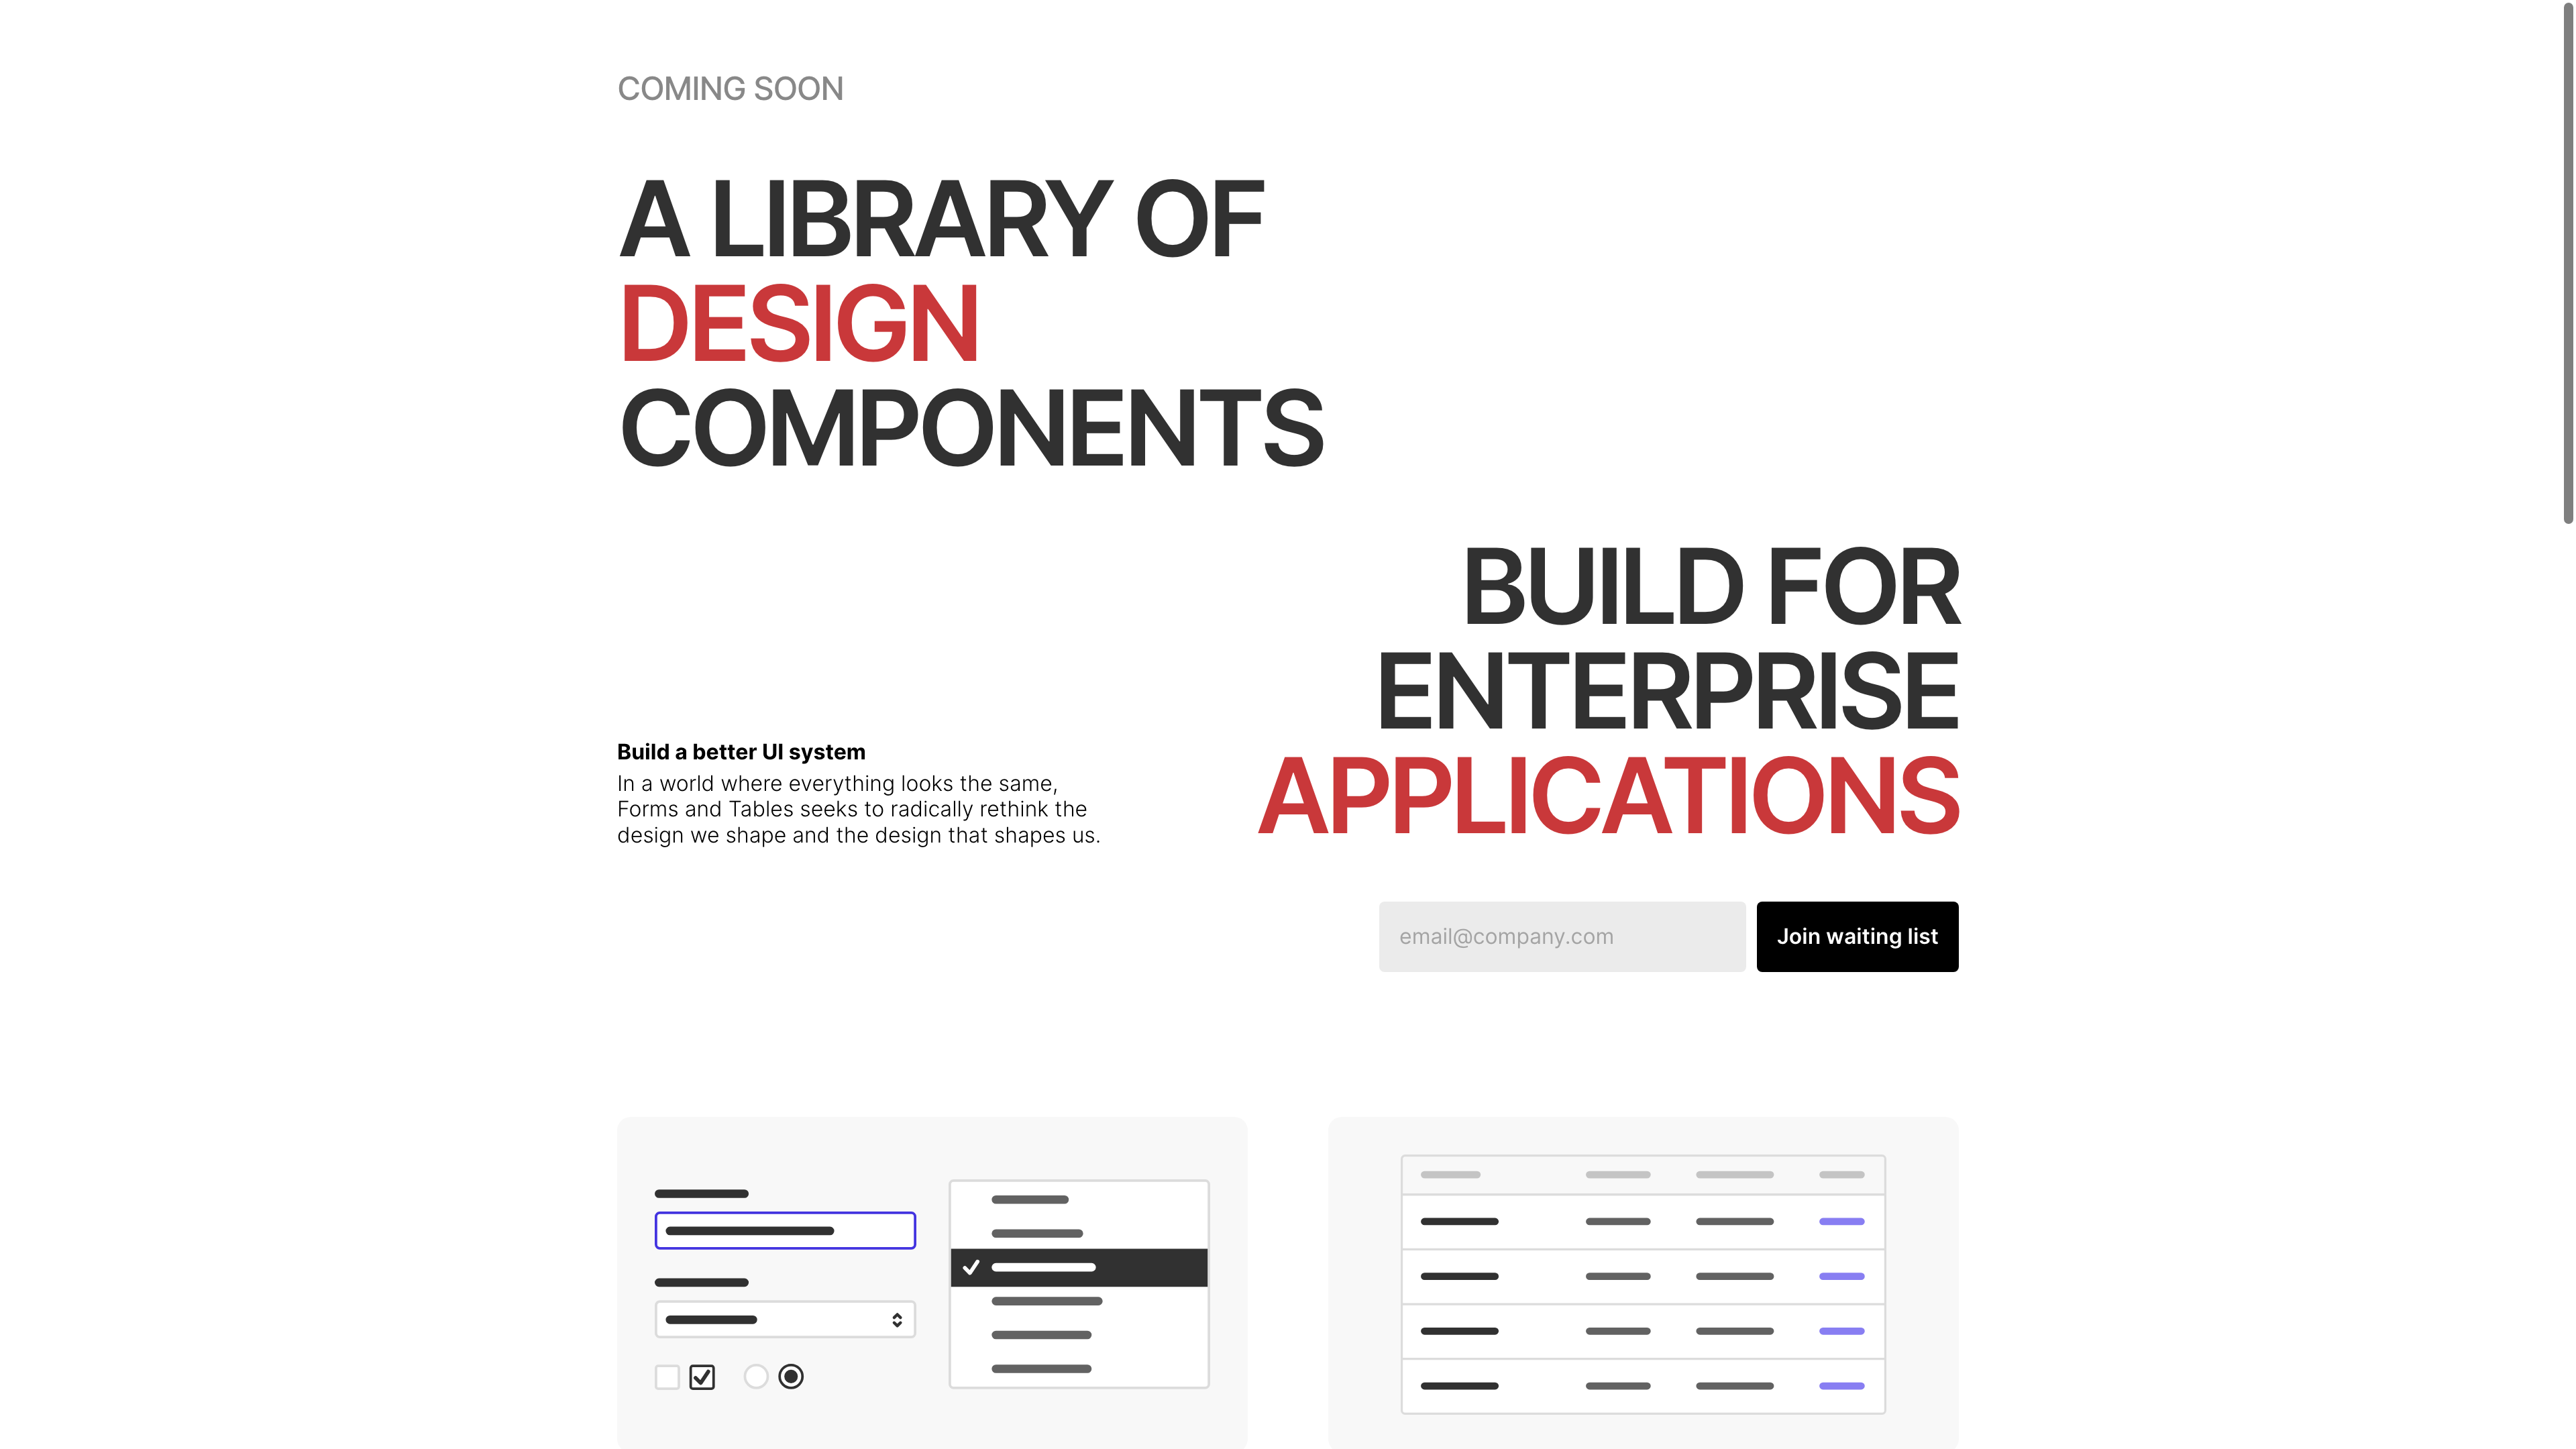 COMING SOON
A LIBRARY OF
DESIGN
COMPONENTS
BUILD FOR
ENTERPRISE
APPLICATIONS
Build a better UI system
In a world where everything looks the same,
Forms and Tables seeks to radically rethink the
design we shape and the design that shapes us.
email@company.com
Join waiting list